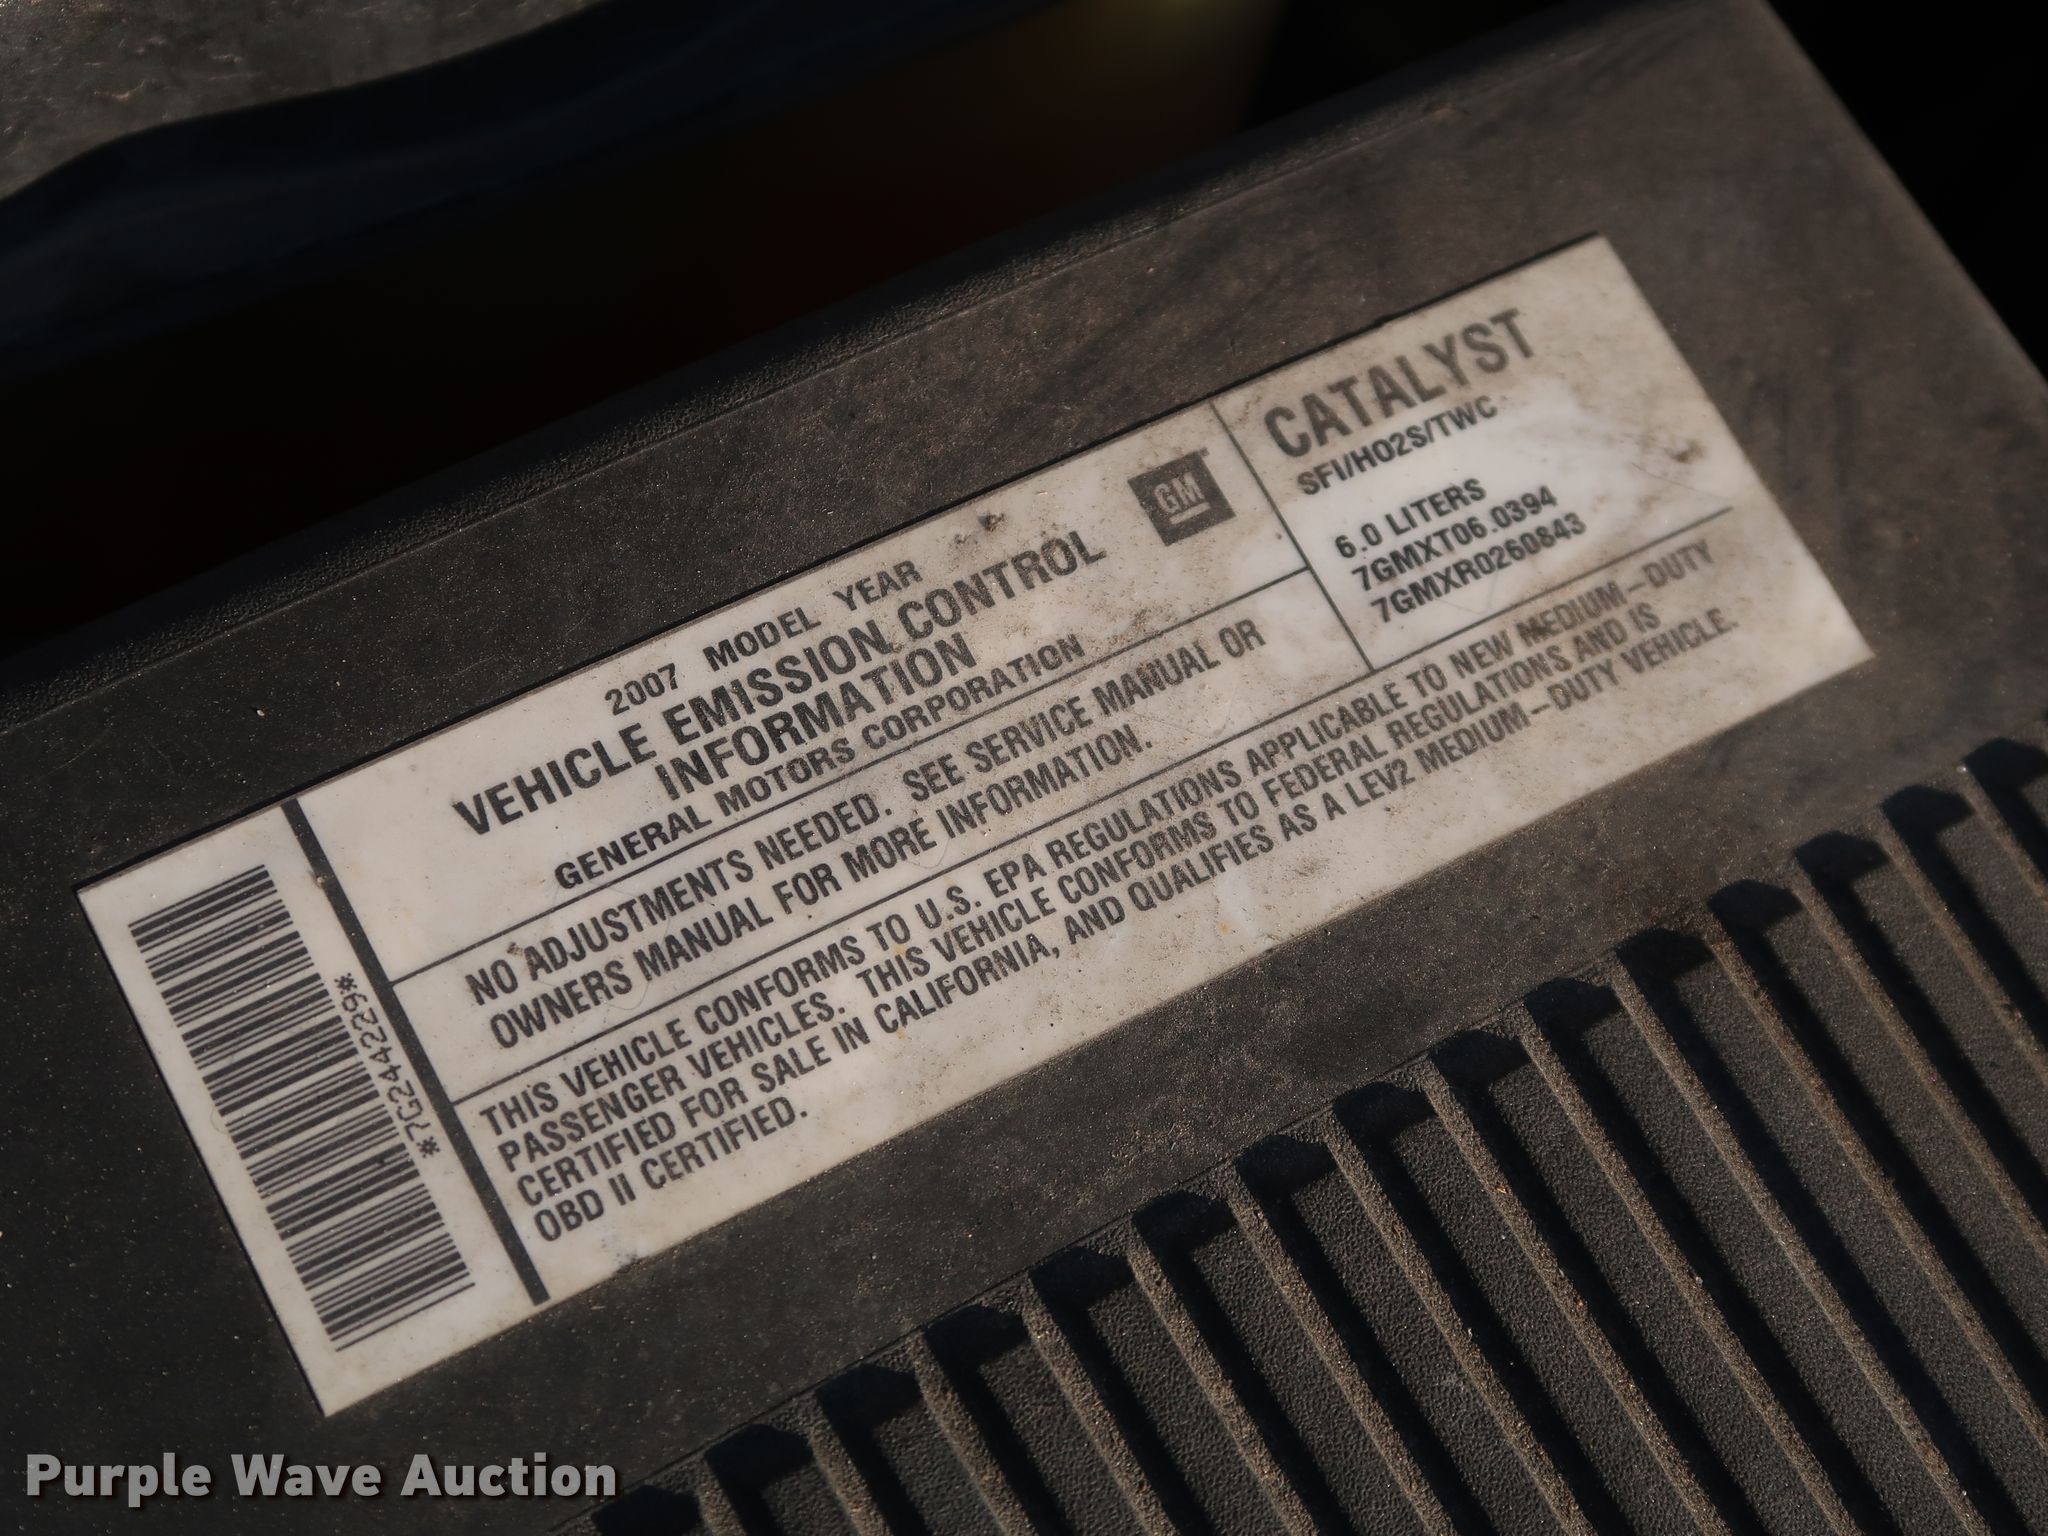 2007 MODEL YEAR
VEHICLE EMISSION CONTROL
INFORMATION
GENERAL MOTORS CORPORATION
GM
CATALYST
SFI/HO2S/TWC
6.0 LITERS
7GMXT06.0394
7GMXR0260843
NO ADJUSTMENTS NEEDED. SEE SERVICE MANUAL OR
OWNERS MANUAL FOR MORE INFORMATION.
THIS VEHICLE CONFORMS TO U.S. EPA REGULATIONS APPLICABLE TO NEW MEDIUM-DUTY
PASSENGER VEHICLES. THIS VEHICLE CONFORMS TO FEDERAL REGULATIONS AND IS
CERTIFIED FOR SALE IN CALIFORNIA, AND QUALIFIES AS A LEV2 MEDIUM-DUTY VEHICLE.
OBD II CERTIFIED.
*7G244229*
Purple Wave Auction